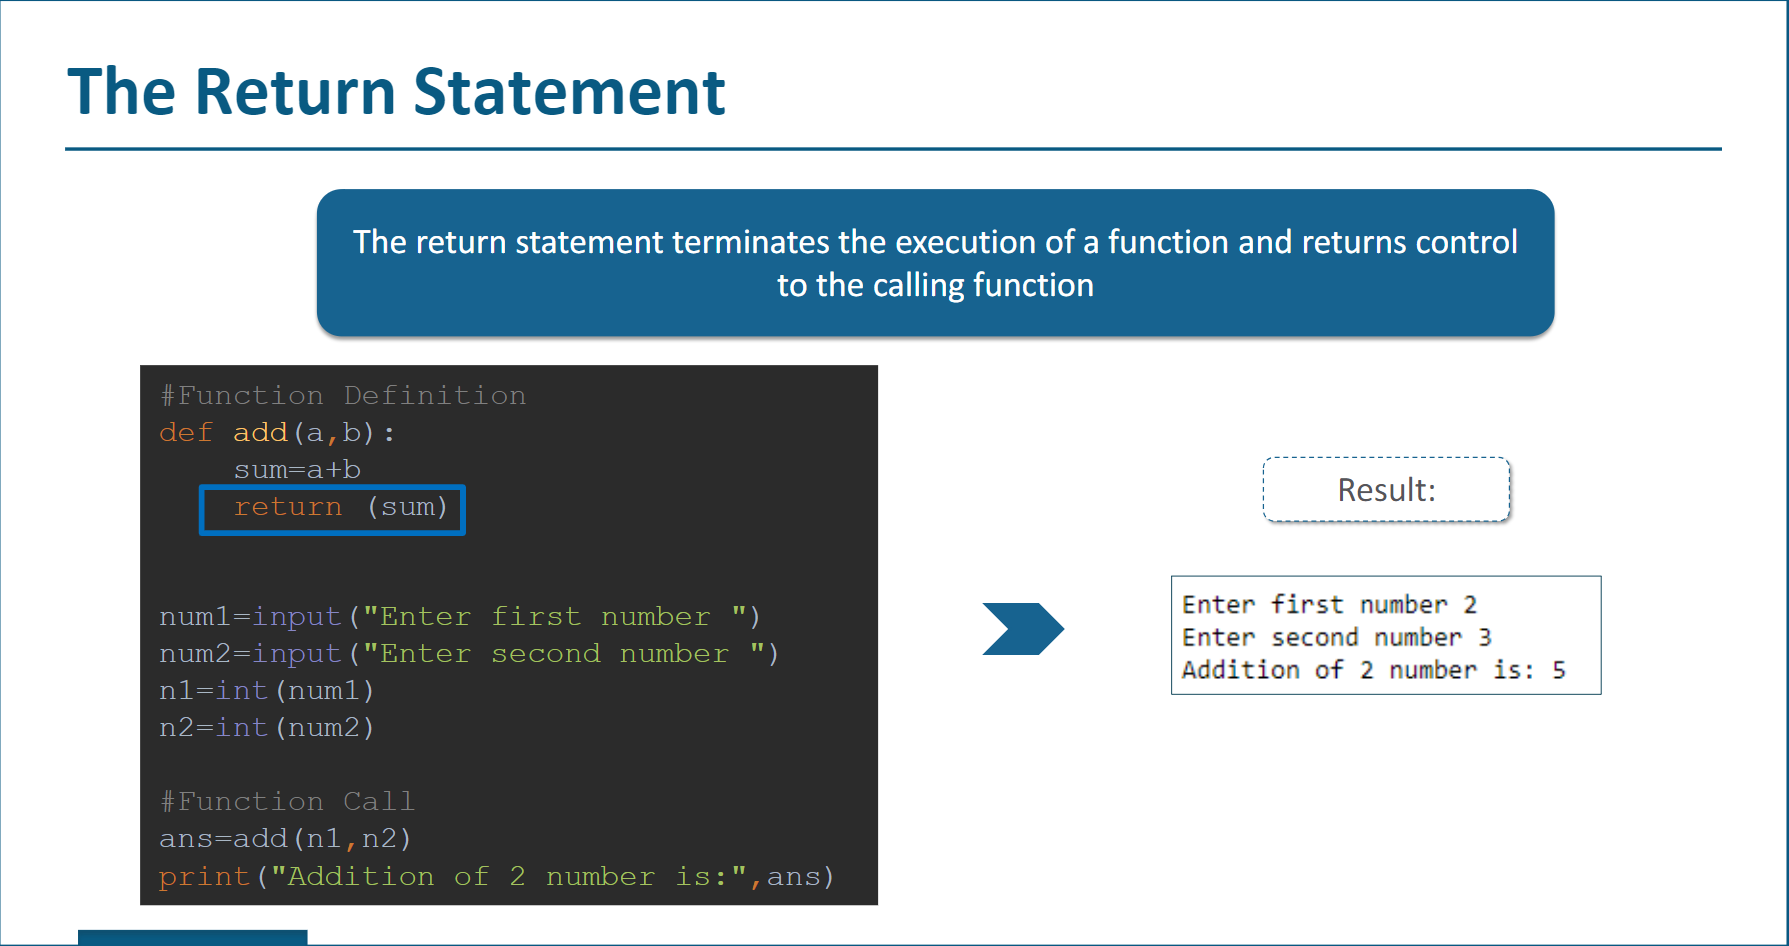 The Return Statement
The return statement terminates the execution of a function and returns control
to the calling function
#Function Definition
def add(a,b):
    sum=a+b
    return (sum)
num1=input("Enter first number ")
num2=input("Enter second number ")
n1=int(num1)
n2=int(num2)
#Function Call
ans=add(n1,n2)
print("Addition of 2 number is:",ans)
Result:
Enter first number 2
Enter second number 3
Addition of 2 number is: 5